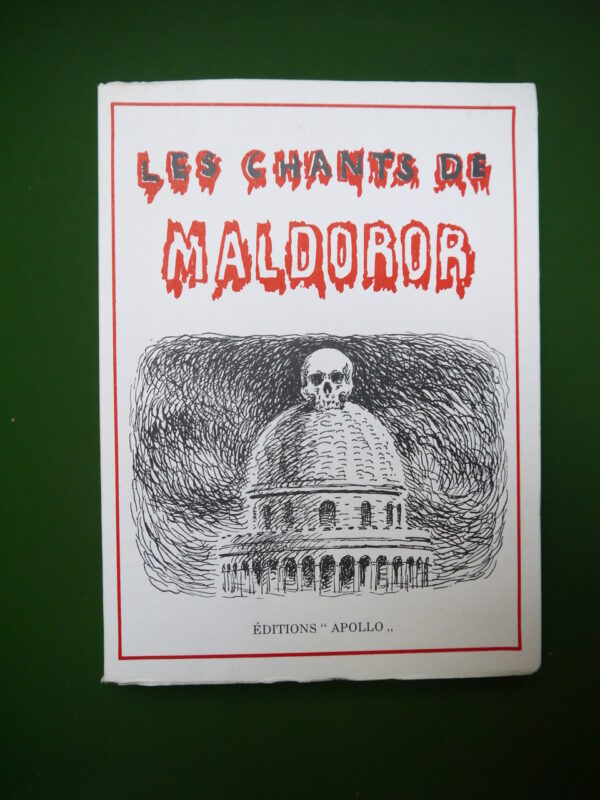 LES CHANTS DE
MALDOROR
ÉDITIONS “ APOLLO „